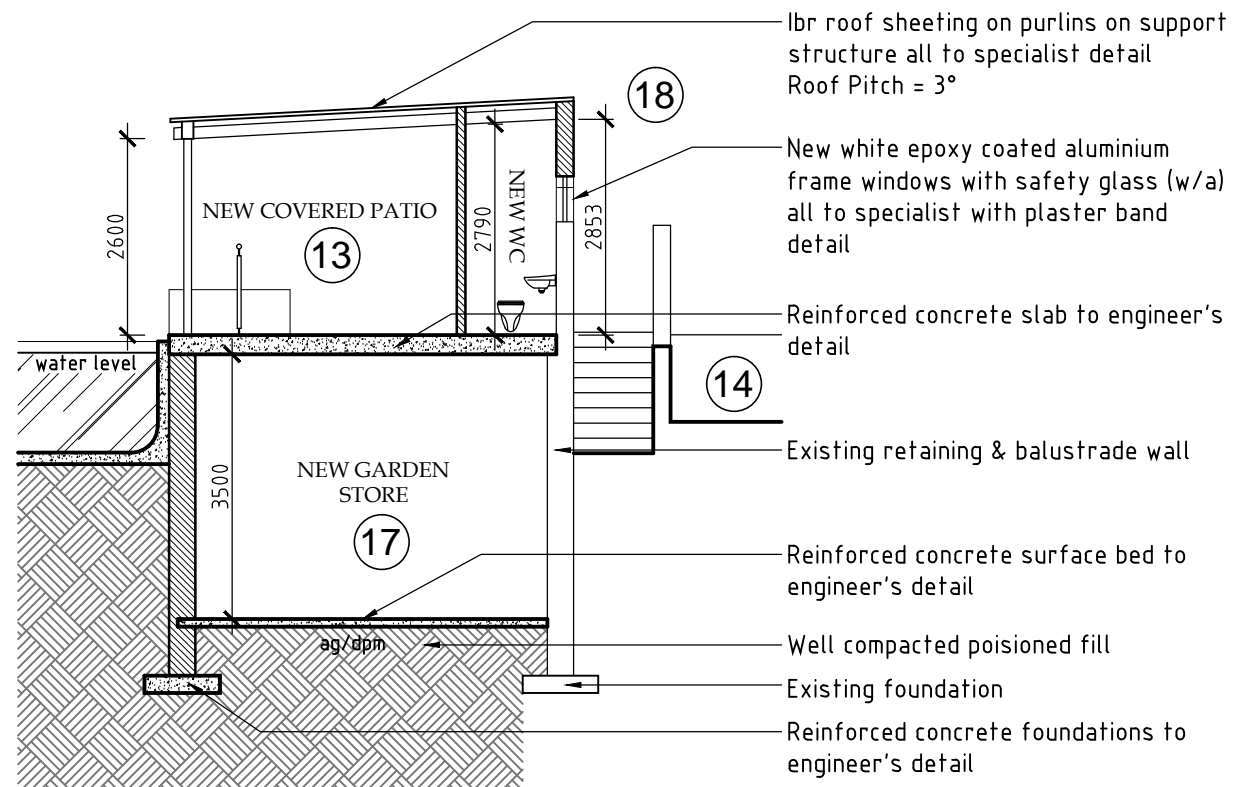 Ibr roof sheeting on purlins on support
structure all to specialist detail
Roof Pitch = 3°
18
New white epoxy coated aluminium
frame windows with safety glass (w/a)
all to specialist with plaster band
detail
NEW COVERED PATIO
13
NEW WC
2600
2790
2853
Reinforced concrete slab to engineer's
detail
water level
14
Existing retaining & balustrade wall
NEW GARDEN
STORE
17
3500
Reinforced concrete surface bed to
engineer's detail
ag/dpm
Well compacted poisioned fill
Existing foundation
Reinforced concrete foundations to
engineer's detail